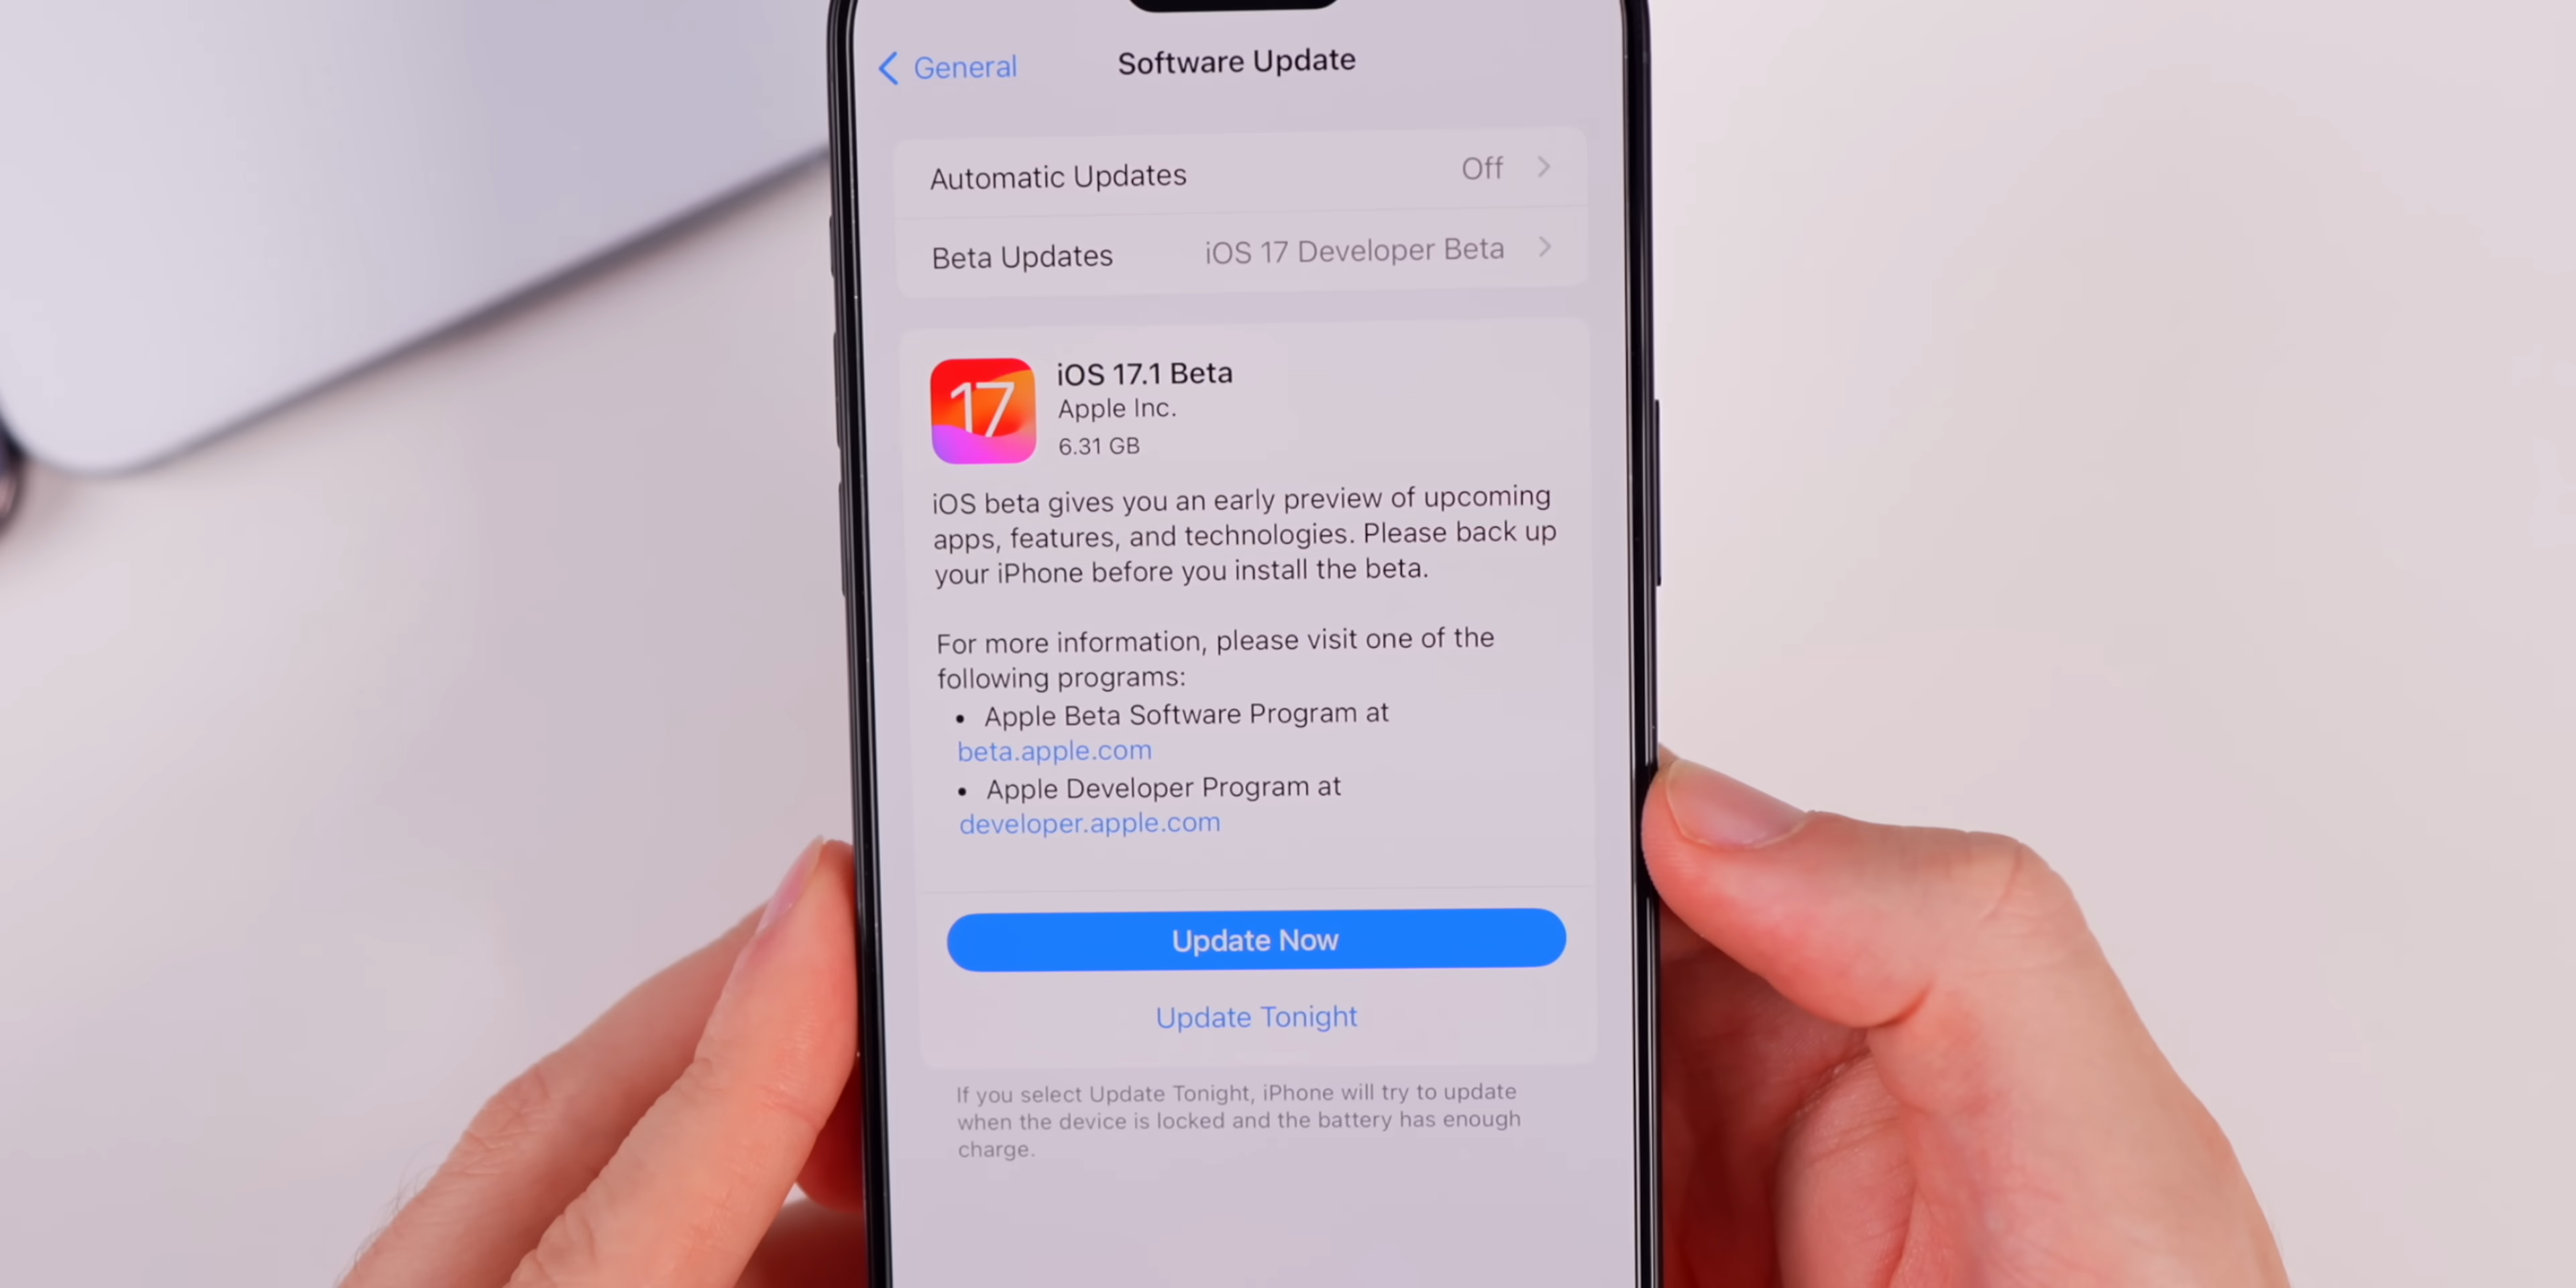 General
Software Update
Automatic Updates Off
Beta Updates iOS 17 Developer Beta
17
iOS 17.1 Beta
Apple Inc.
6.31 GB
iOS beta gives you an early preview of upcoming
apps, features, and technologies. Please back up
your iPhone before you install the beta.
For more information, please visit one of the
following programs:
• Apple Beta Software Program at
beta.apple.com
• Apple Developer Program at
developer.apple.com
Update Now
Update Tonight
If you select Update Tonight, iPhone will try to update
when the device is locked and the battery has enough
charge.